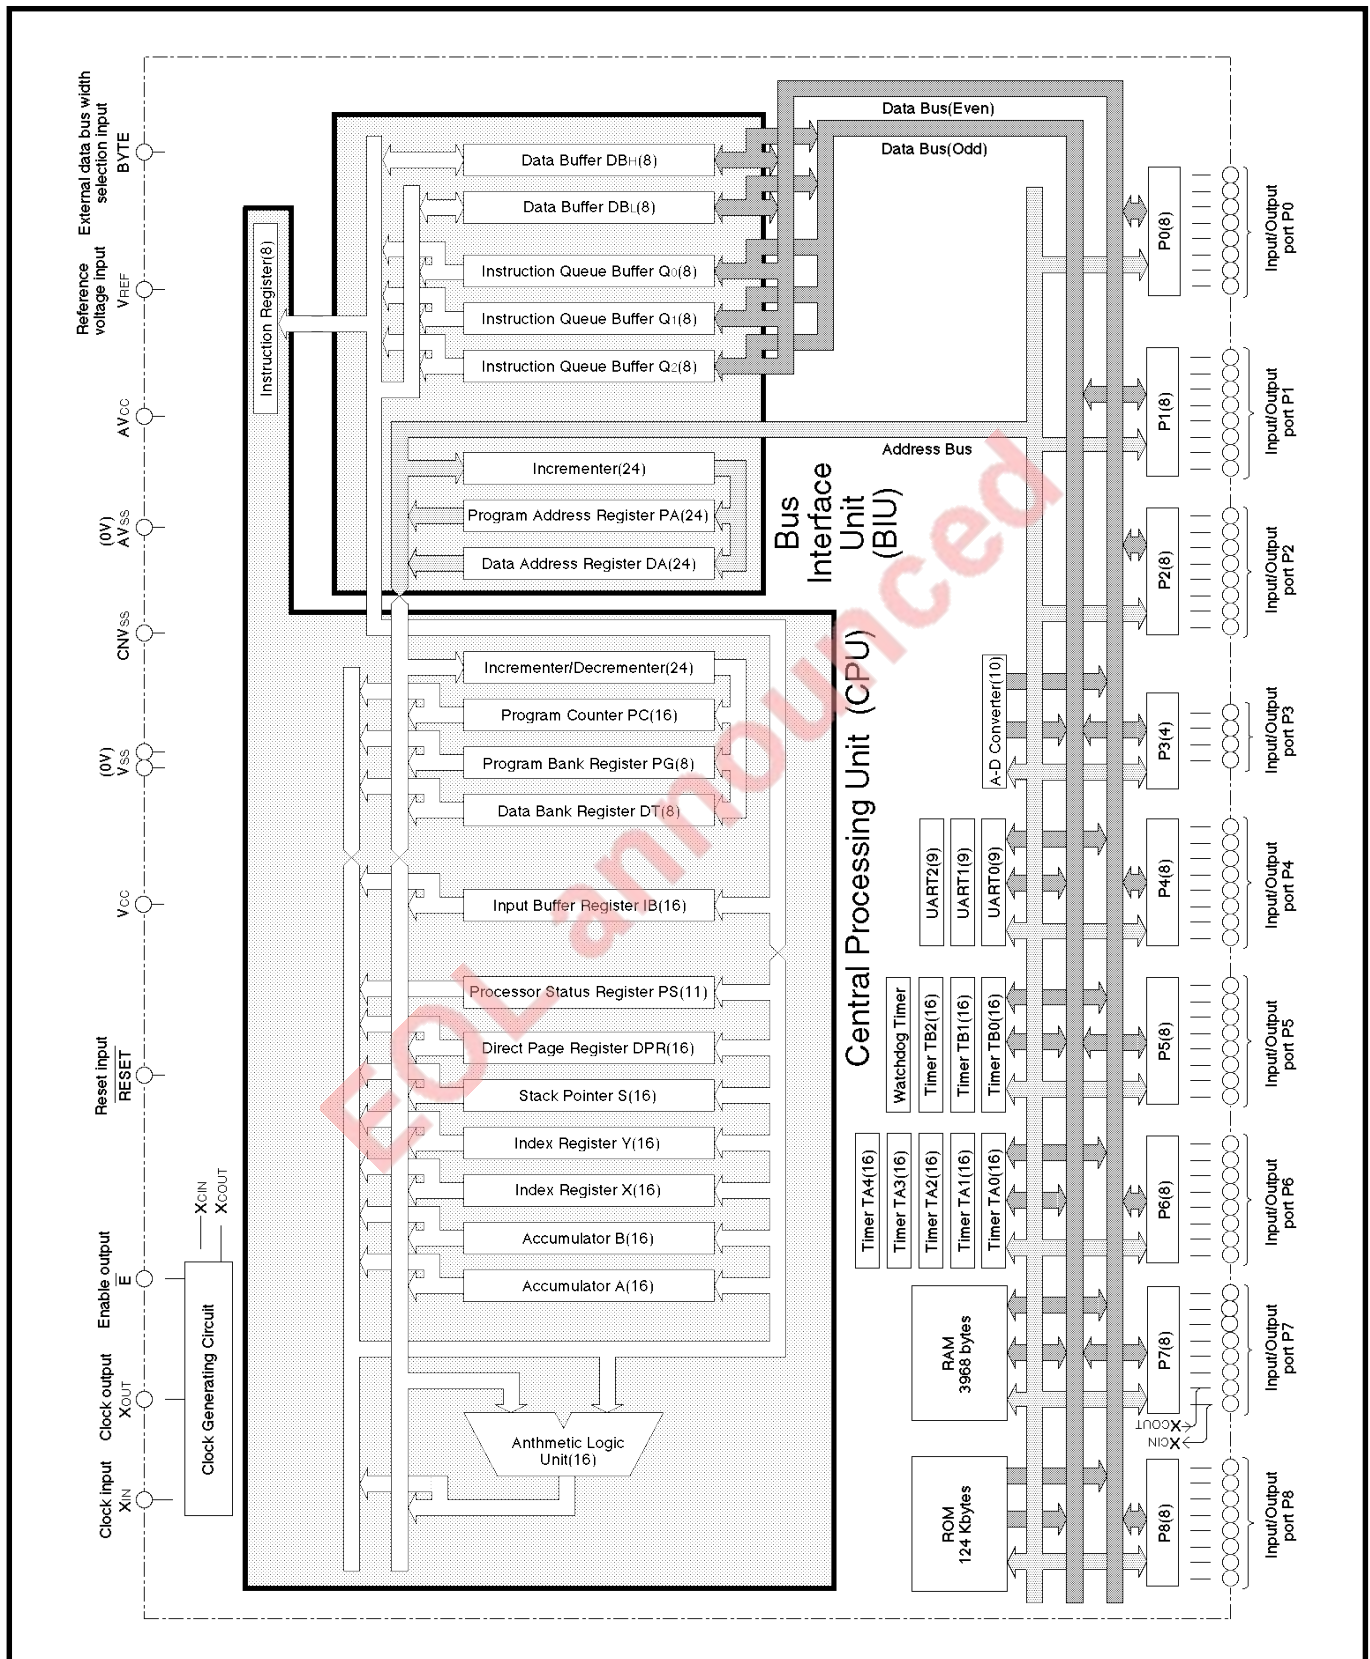 External data bus width
selection input
BYTE
Reference
voltage input
VREF
AVCC
(0V)
AVSS
CNVSS
(0V)
VSS
VCC
Reset input
RESET
XCIN
XCOUT
Enable output
E
Clock output
XOUT
Clock input
XIN
Clock Generating Circuit
Instruction Register(8)
Data Buffer DBH(8)
Data Buffer DBL(8)
Instruction Queue Buffer Q0(8)
Instruction Queue Buffer Q1(8)
Instruction Queue Buffer Q2(8)
Incrementer(24)
Program Address Register PA(24)
Data Address Register DA(24)
Bus
Interface
Unit
(BIU)
Incrementer/Decrementer(24)
Program Counter PC(16)
Program Bank Register PG(8)
Data Bank Register DT(8)
Input Buffer Register IB(16)
Processor Status Register PS(11)
Direct Page Register DPR(16)
Stack Pointer S(16)
Index Register Y(16)
Index Register X(16)
Accumulator B(16)
Accumulator A(16)
Anthmetic Logic
Unit(16)
Central Processing Unit (CPU)
Data Bus(Even)
Data Bus(Odd)
Address Bus
A-D Converter(10)
UART2(9)
UART1(9)
UART0(9)
Watchdog Timer
Timer TB2(16)
Timer TB1(16)
Timer TB0(16)
Timer TA4(16)
Timer TA3(16)
Timer TA2(16)
Timer TA1(16)
Timer TA0(16)
RAM
3968 bytes
ROM
124 Kbytes
P0(8)
Input/Output
port P0
P1(8)
Input/Output
port P1
P2(8)
Input/Output
port P2
P3(4)
Input/Output
port P3
P4(8)
Input/Output
port P4
P5(8)
Input/Output
port P5
P6(8)
Input/Output
port P6
P7(8)
Input/Output
port P7
XCOUT
XCIN
P8(8)
Input/Output
port P8
EOL announced